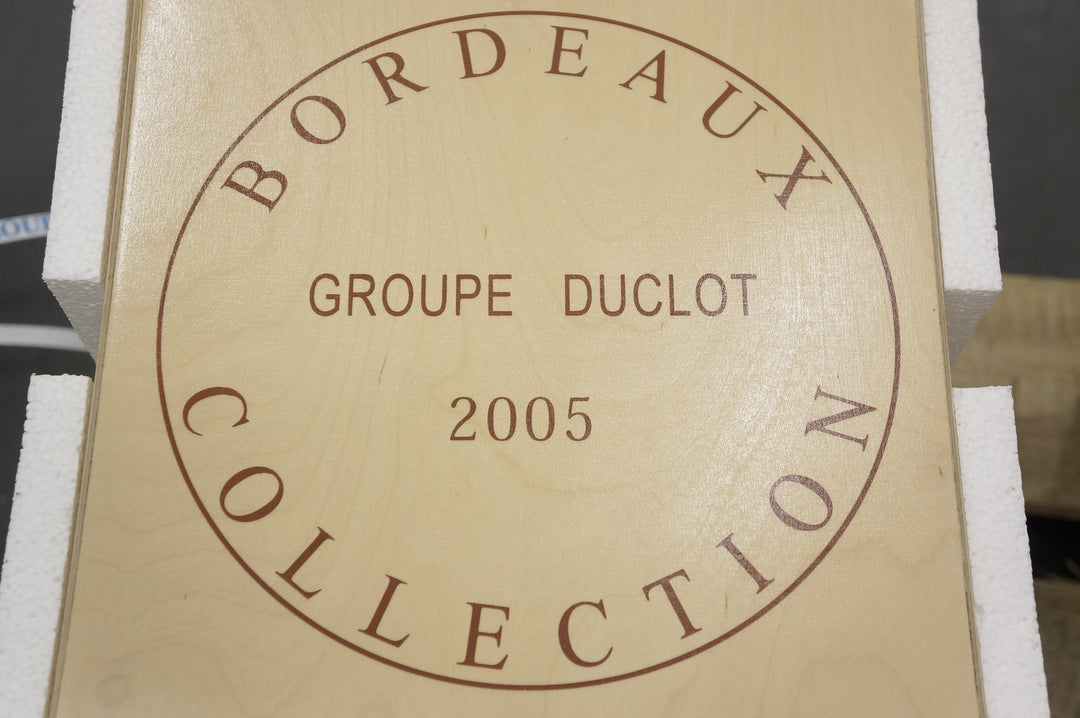 BORDEAUX
GROUPE DUCLOT
2005
COLLECTION